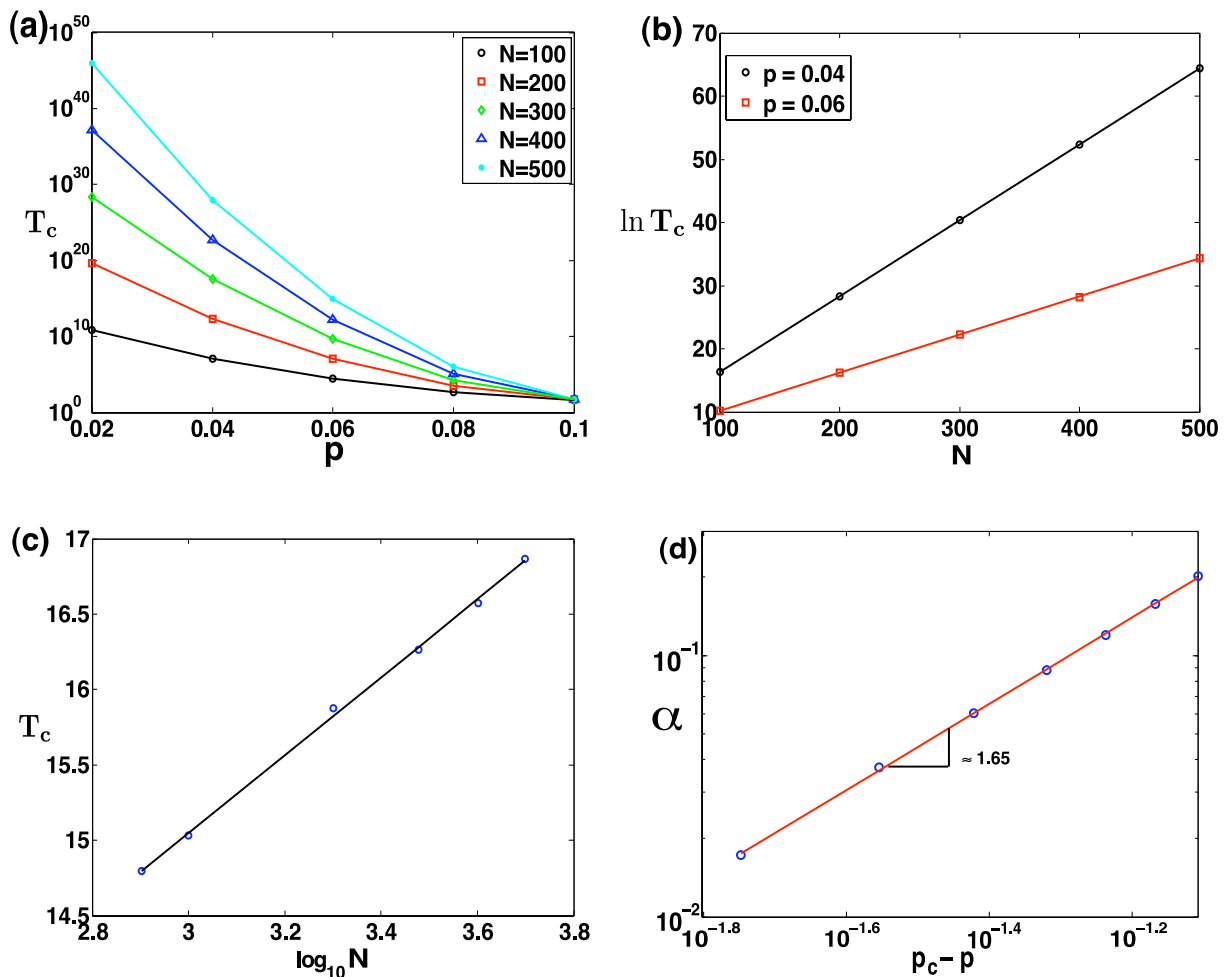 (a)
10^50
10^40
10^30
T_c
10^20
10^10
10^0
0.02 0.04 0.06 0.08 0.1
p
N=100
N=200
N=300
N=400
N=500
(b)
70
60
50
ln T_c
40
30
20
10
100 200 300 400 500
N
p = 0.04
p = 0.06
(c)
17
16.5
16
T_c
15.5
15
14.5
2.8 3 3.2 3.4 3.6 3.8
log_10 N
(d)
10^-1
α
10^-2
≈ 1.65
10^-1.8 10^-1.6 10^-1.4 10^-1.2
p_c − p